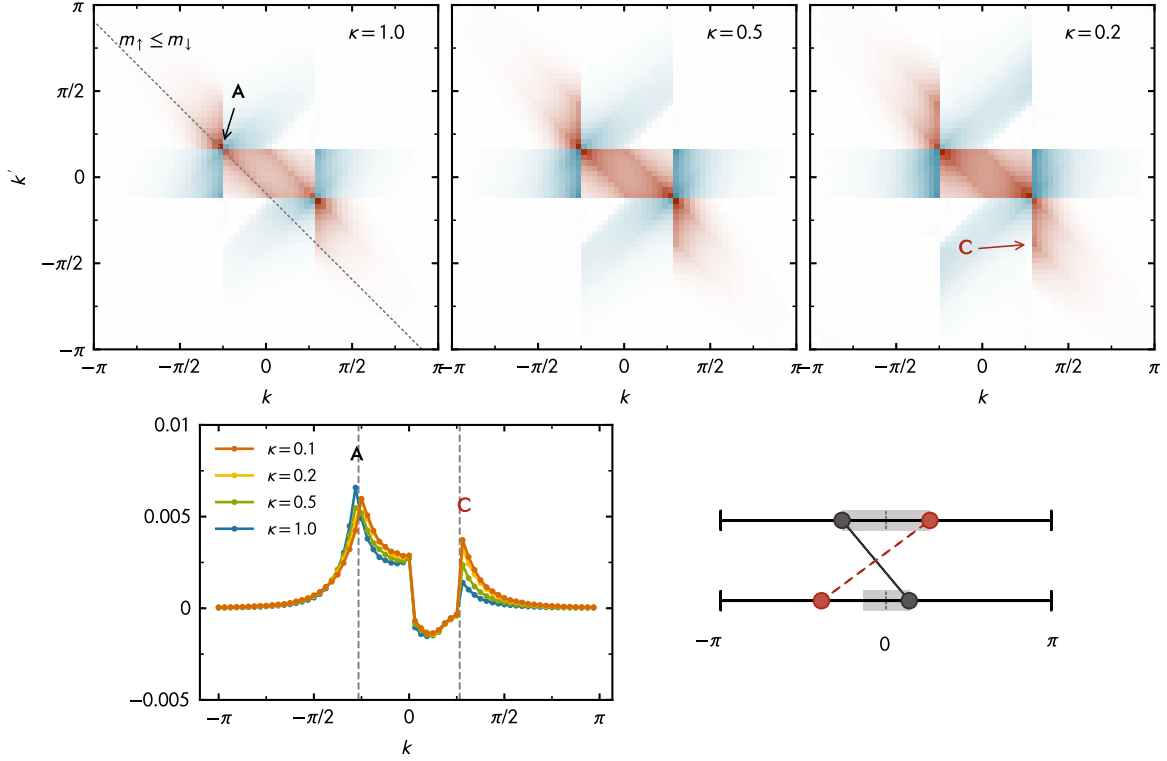 π
π/2
0
−π/2
−π
k′
m↑ ≤ m↓
A
κ = 1.0
κ = 0.5
κ = 0.2
C
−π −π/2 0 π/2 π
−π −π/2 0 π/2 π
−π −π/2 0 π/2 π
k
k
k
0.01
0.005
0
−0.005
κ = 0.1
κ = 0.2
κ = 0.5
κ = 1.0
A
C
−π −π/2 0 π/2 π
k
−π 0 π